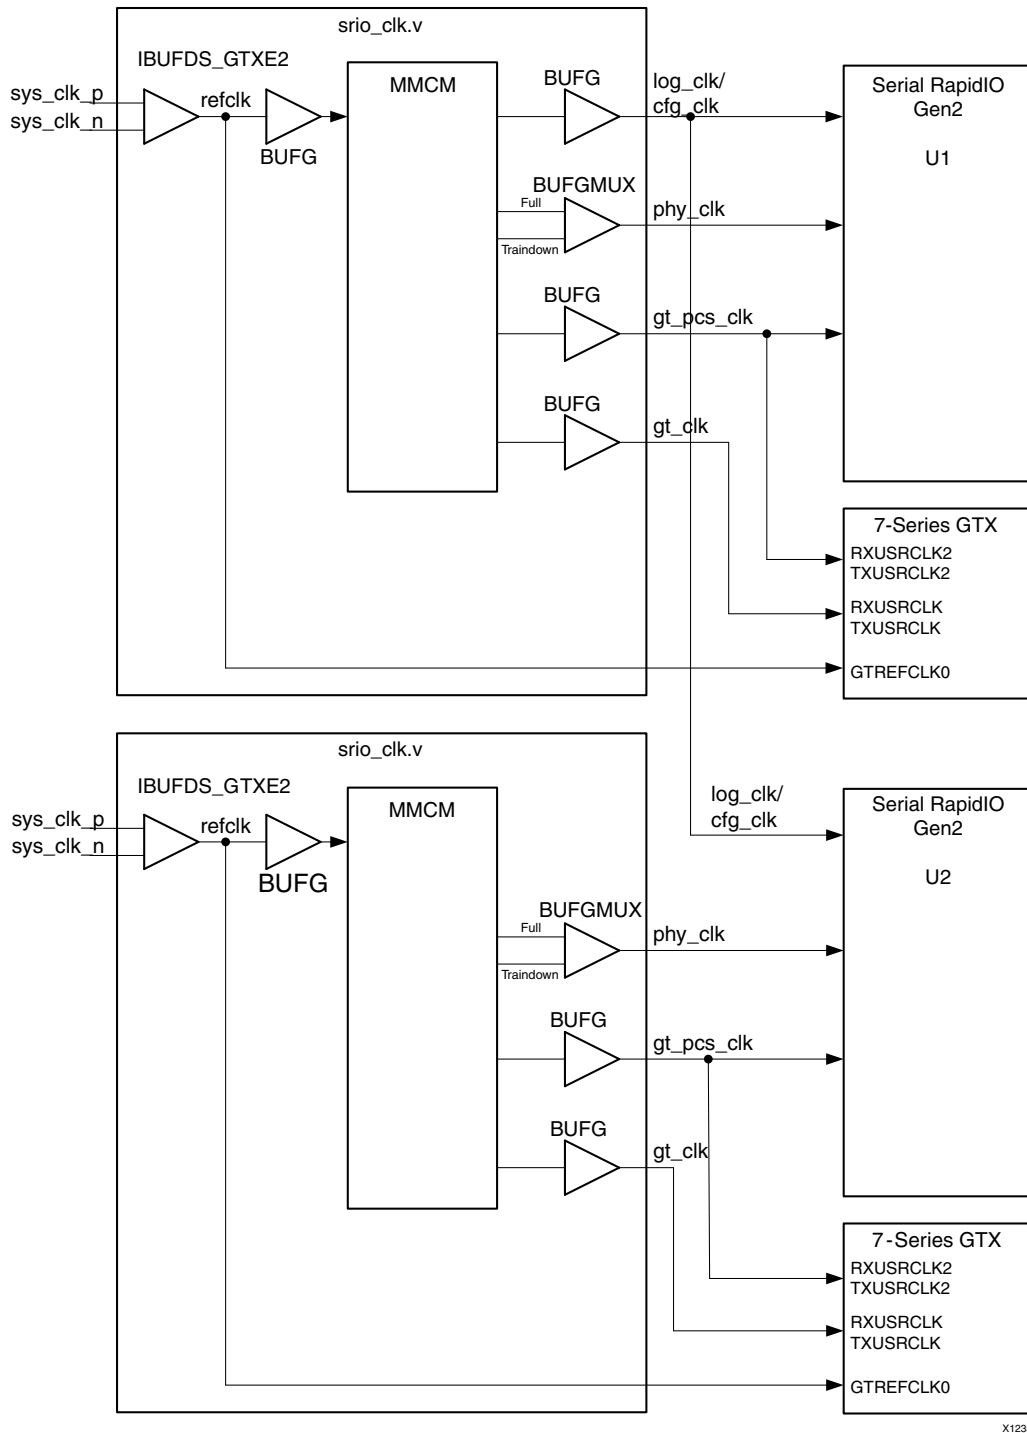 srio_clk.v
IBUFDS_GTXE2
sys_clk_p
sys_clk_n
refclk
BUFG
MMCM
BUFG
log_clk/
cfg_clk
BUFGMUX
Full
Traindown
phy_clk
BUFG
gt_pcs_clk
BUFG
gt_clk
Serial RapidIO
Gen2
U1
7-Series GTX
RXUSRCLK2
TXUSRCLK2
RXUSRCLK
TXUSRCLK
GTREFCLK0
srio_clk.v
IBUFDS_GTXE2
sys_clk_p
sys_clk_n
refclk
BUFG
MMCM
log_clk/
cfg_clk
BUFGMUX
Full
Traindown
phy_clk
BUFG
gt_pcs_clk
BUFG
gt_clk
Serial RapidIO
Gen2
U2
7-Series GTX
RXUSRCLK2
TXUSRCLK2
RXUSRCLK
TXUSRCLK
GTREFCLK0
X123